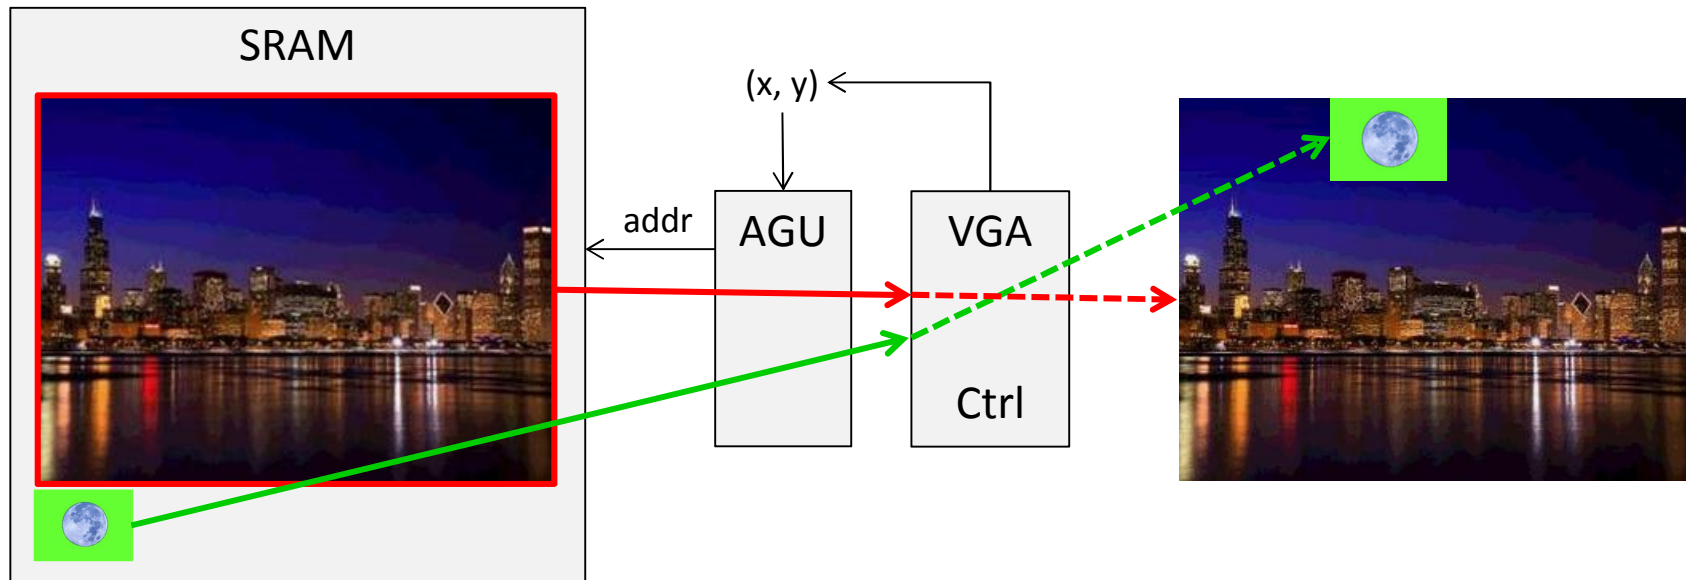 SRAM
(x, y)
addr
AGU
VGA
Ctrl